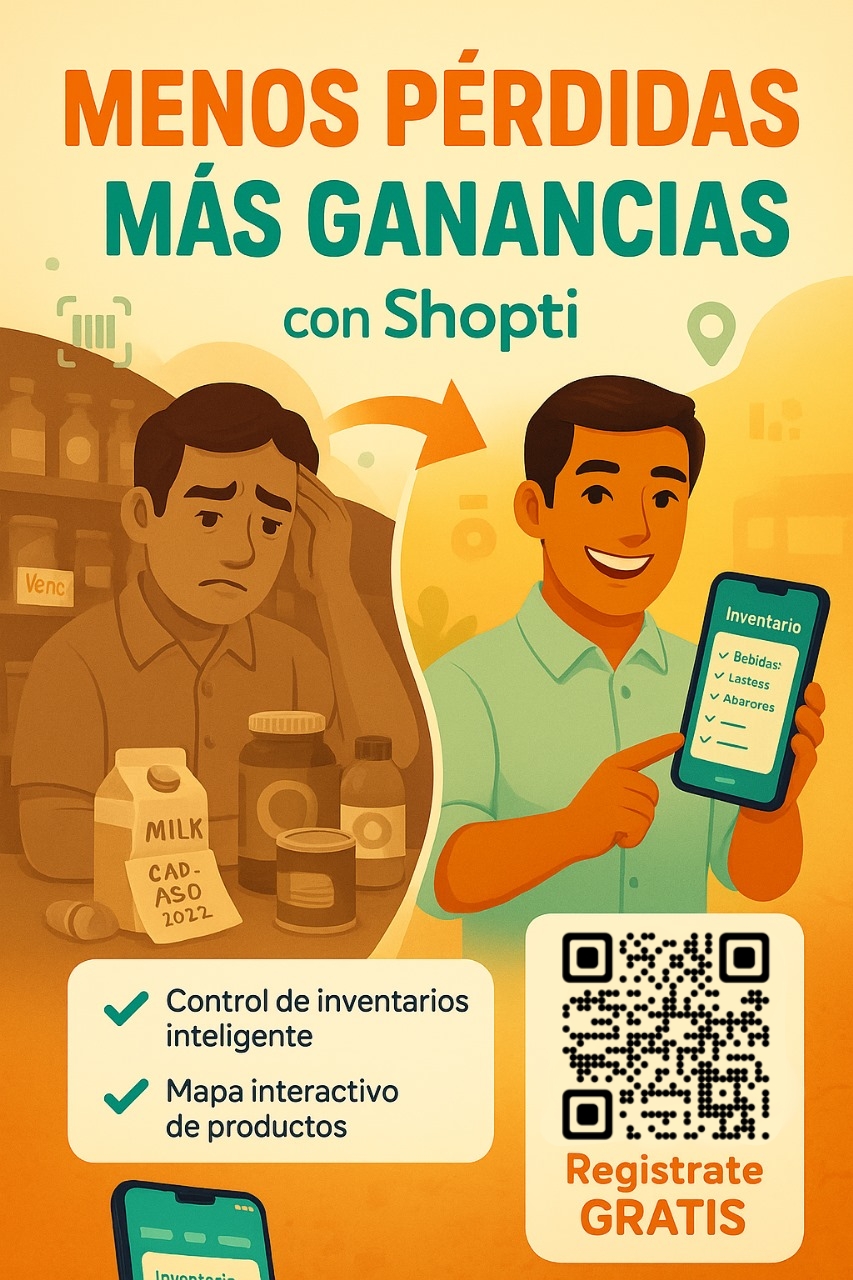 MENOS PÉRDIDAS
MÁS GANANCIAS
con Shopti
Venc
Inventario
Bebidas:
Lastess
Abarores
MILK
CAD-
ASO
2022
Control de inventarios
inteligente
Mapa interactivo
de productos
Registrate
GRATIS
Inventario